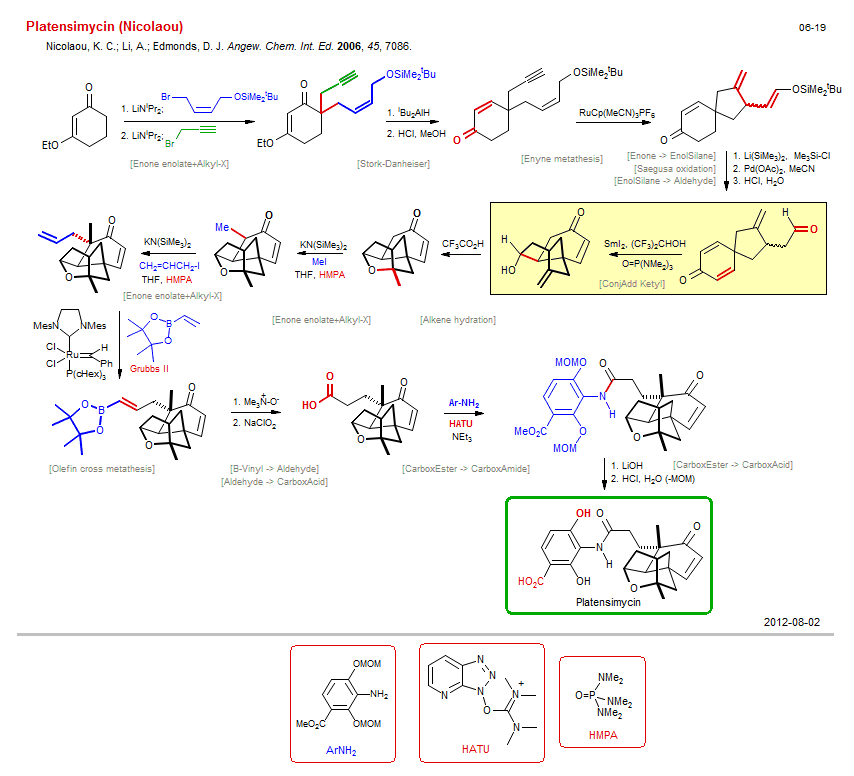 Platensimycin (Nicolaou)
06-19
Nicolaou, K. C.; Li, A.; Edmonds, D. J. Angew. Chem. Int. Ed. 2006, 45, 7086.
O
EtO
1. LiNⁱPr₂;
Br
OSiMe₂ᵗBu
2. LiNⁱPr₂;
Br
[Enone enolate+Alkyl-X]
O
EtO
OSiMe₂ᵗBu
[Stork-Danheiser]
1. ⁱBu₂AlH
2. HCl, MeOH
O
OSiMe₂ᵗBu
[Enyne metathesis]
RuCp(MeCN)₃PF₆
O
OSiMe₂ᵗBu
[Enone -> EnolSilane]
[Saegusa oxidation]
[EnolSilane -> Aldehyde]
1. Li(SiMe₃)₂, Me₃Si-Cl
2. Pd(OAc)₂, MeCN
3. HCl, H₂O
O
H
O
SmI₂, (CF₃)₂CHOH
O=P(NMe₂)₃
[ConjAdd Ketyl]
O
H
HO
CF₃CO₂H
[Alkene hydration]
O
O
KN(SiMe₃)₂
MeI
THF, HMPA
[Enone enolate+Alkyl-X]
Me
O
O
KN(SiMe₃)₂
CH₂=CHCH₂-I
THF, HMPA
[Enone enolate+Alkyl-X]
O
O
MesN
NMes
Cl
Cl
Ru
H
Ph
P(cHex)₃
O
B
O
Grubbs II
O
B
O
O
O
[Olefin cross metathesis]
1. Me₃N⁺-O⁻
2. NaClO₂
[B-Vinyl -> Aldehyde]
[Aldehyde -> CarboxAcid]
O
HO
O
O
[CarboxEster -> CarboxAmide]
Ar-NH₂
HATU
NEt₃
MOMO
O
N
H
MeO₂C
O
MOM
O
O
1. LiOH
2. HCl, H₂O (-MOM)
[CarboxEster -> CarboxAcid]
OH
O
O
N
H
HO₂C
OH
O
Platensimycin
2012-08-02
OMOM
NH₂
MeO₂C
OMOM
ArNH₂
N
N
N
N
O
N
+
N
HATU
NMe₂
O=P
NMe₂
NMe₂
HMPA